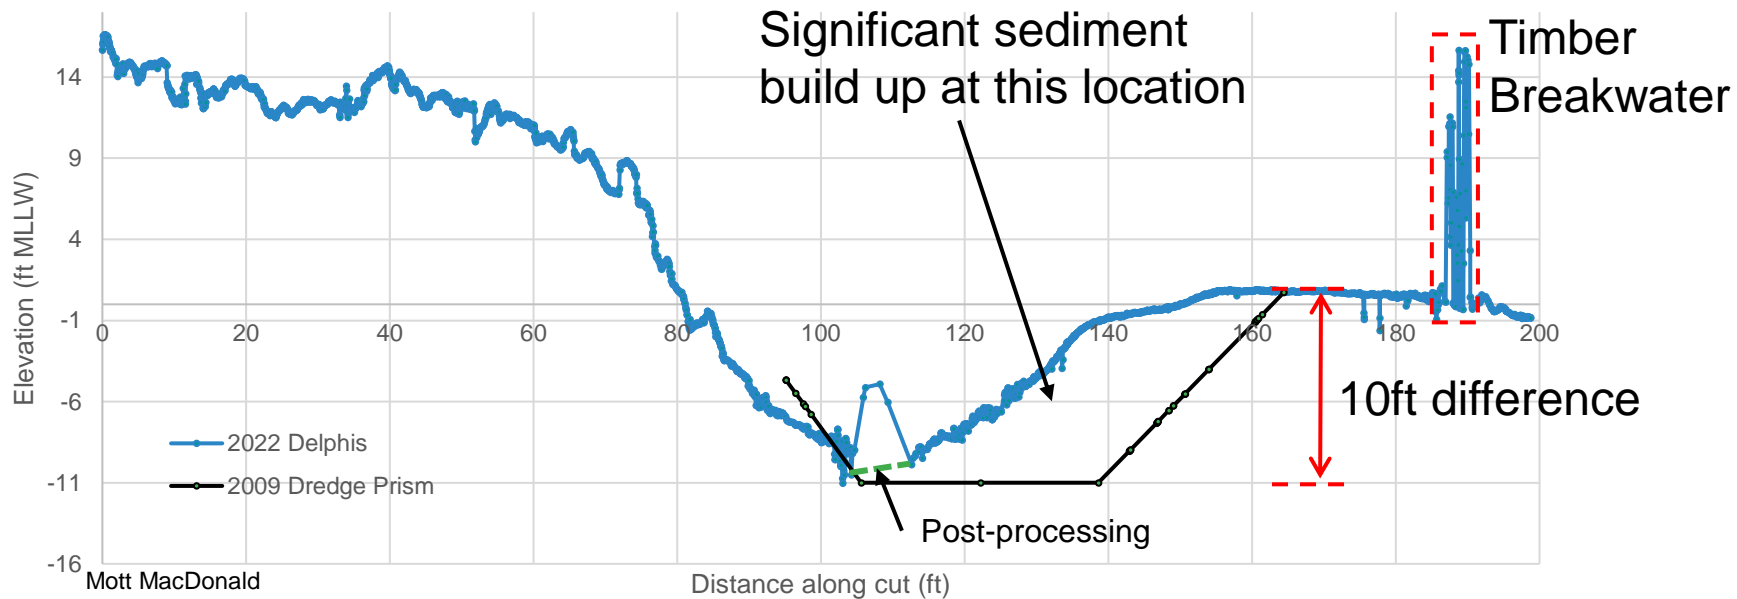 Significant sediment
build up at this location
Timber
Breakwater
14
9
4
-1
-6
-11
-16
Elevation (ft MLLW)
0
20
40
60
80
100
120
140
160
180
200
10ft difference
2022 Delphis
2009 Dredge Prism
Post-processing
Mott MacDonald
Distance along cut (ft)